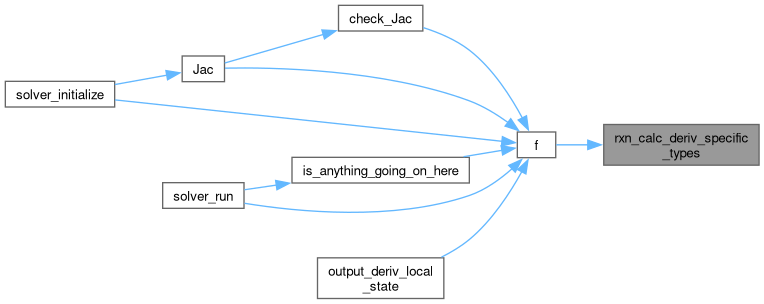 check_Jac
Jac
solver_initialize
rxn_calc_deriv_specific
_types
f
is_anything_going_on_here
solver_run
output_deriv_local
_state